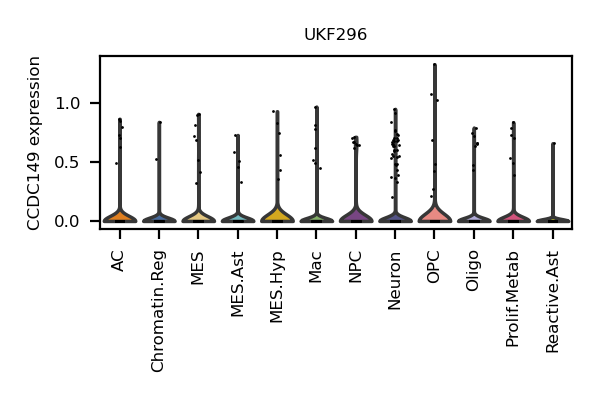 UKF296
CCDC149 expression
1.0
0.5
0.0
AC
Chromatin.Reg
MES
MES.Ast
MES.Hyp
Mac
NPC
Neuron
OPC
Oligo
Prolif.Metab
Reactive.Ast